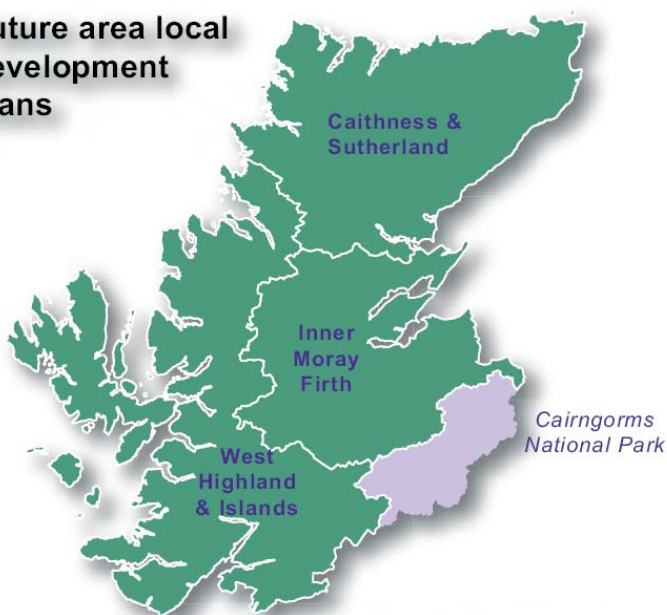 uture area local
evelopment
ans
Caithness &
Sutherland
Inner
Moray
Firth
Cairngorms
National Park
West
Highland
& Islands